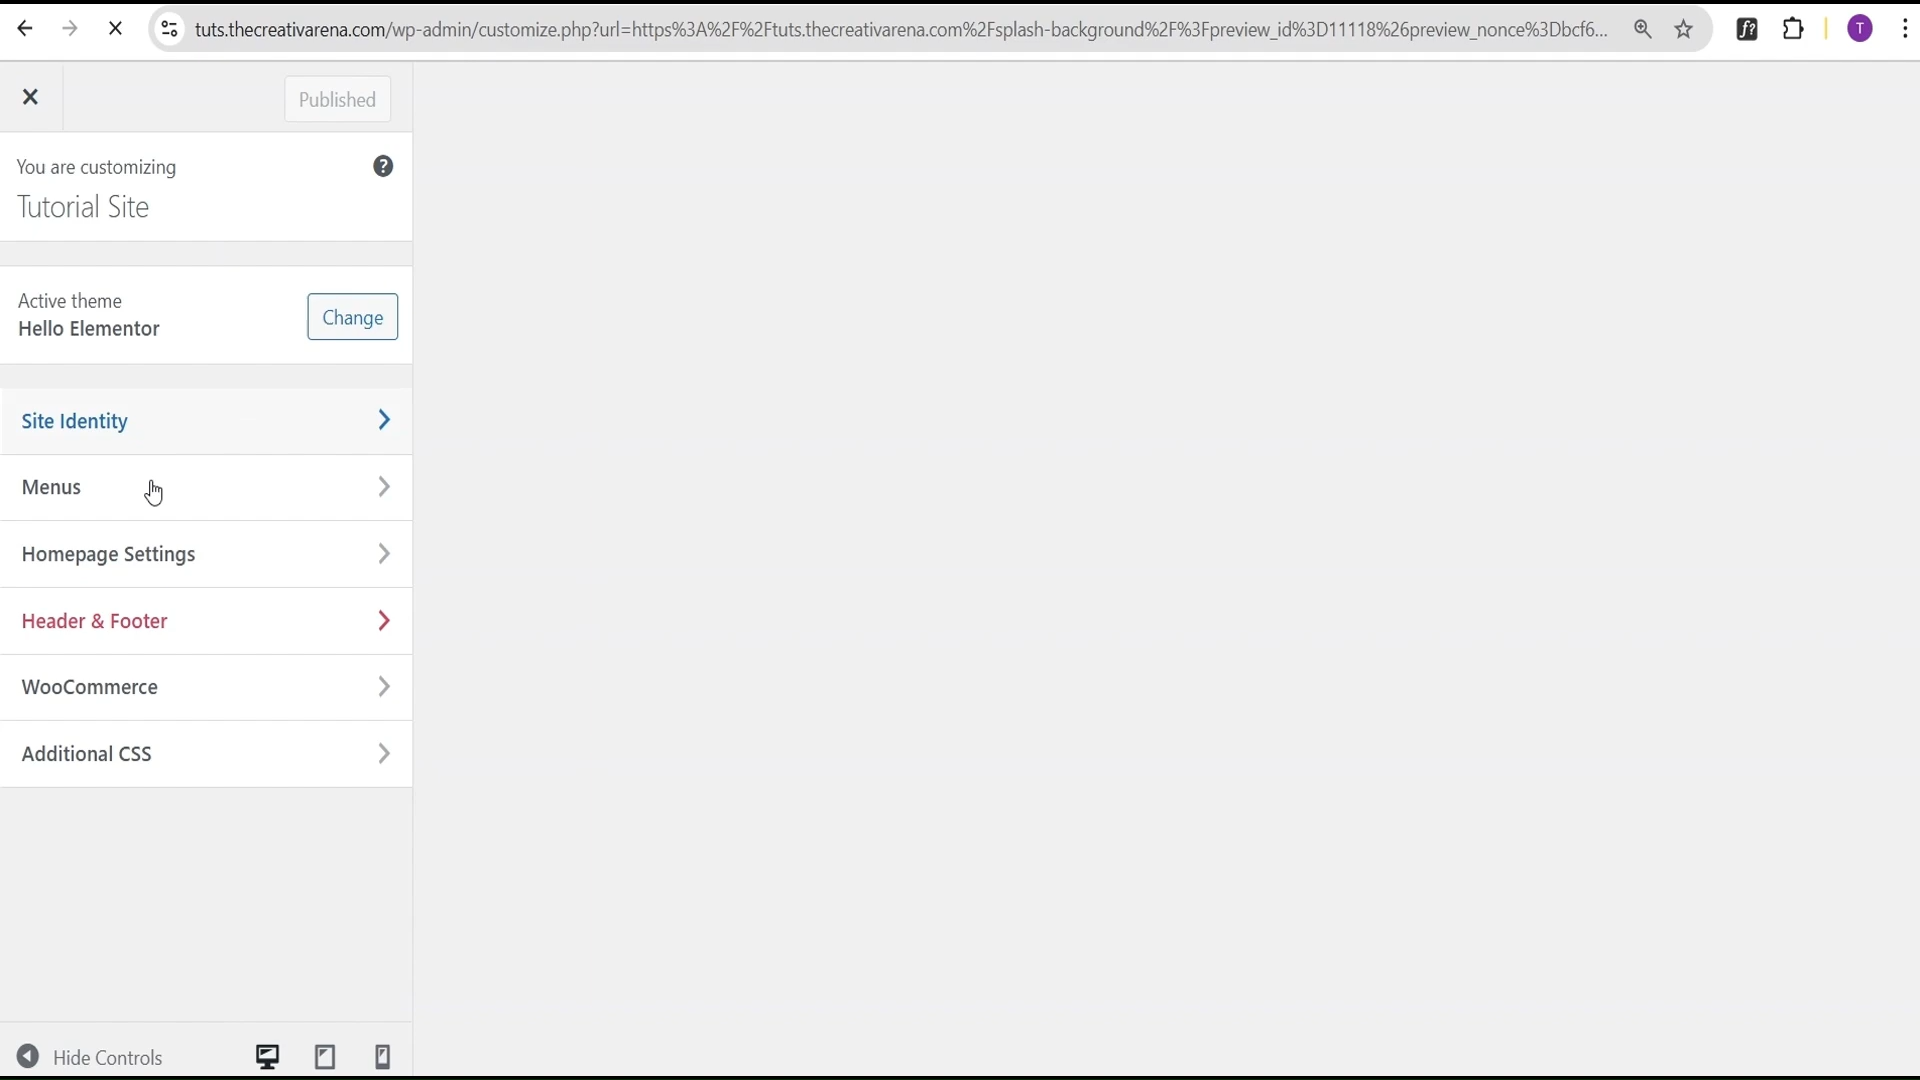 tuts.thecreativarena.com/wp-admin/customize.php?url=https%3A%2F%2Ftuts.thecreativarena.com%2Fsplash-background%2F%3Fpreview_id%3D11118%26preview_nonce%3Dbcf6...
f?
T
Published
You are customizing
Tutorial Site
Active theme
Hello Elementor
Change
Site Identity
Menus
Homepage Settings
Header & Footer
WooCommerce
Additional CSS
Hide Controls